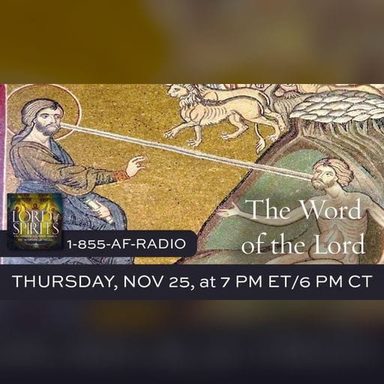 The Word
of the Lord
LORD OF
SPIRITS
1-855-AF-RADIO
THURSDAY, NOV 25, at 7 PM ET/6 PM CT